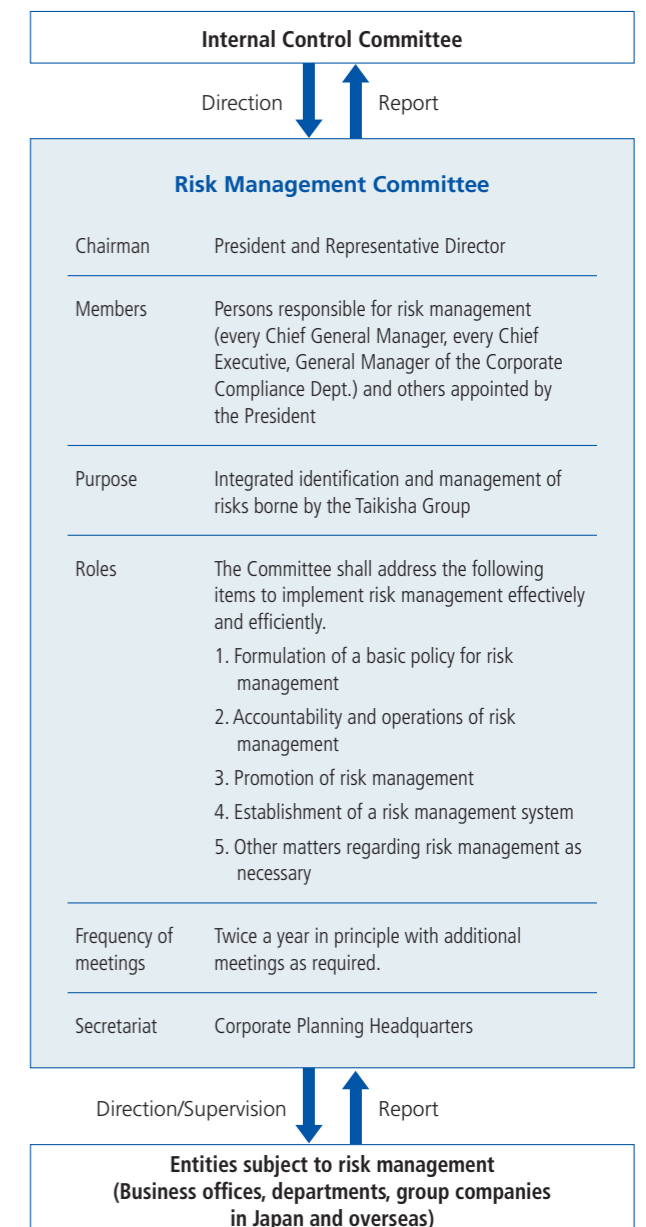 Internal Control Committee
Direction
Report
Risk Management Committee
Chairman
President and Representative Director
Members
Persons responsible for risk management
(every Chief General Manager, every Chief
Executive, General Manager of the Corporate
Compliance Dept.) and others appointed by
the President
Purpose
Integrated identification and management of
risks borne by the Taikisha Group
Roles
The Committee shall address the following
items to implement risk management effectively
and efficiently.
1. Formulation of a basic policy for risk
management
2. Accountability and operations of risk
management
3. Promotion of risk management
4. Establishment of a risk management system
5. Other matters regarding risk management as
necessary
Frequency of
meetings
Twice a year in principle with additional
meetings as required.
Secretariat
Corporate Planning Headquarters
Direction/Supervision
Report
Entities subject to risk management
(Business offices, departments, group companies
in Japan and overseas)